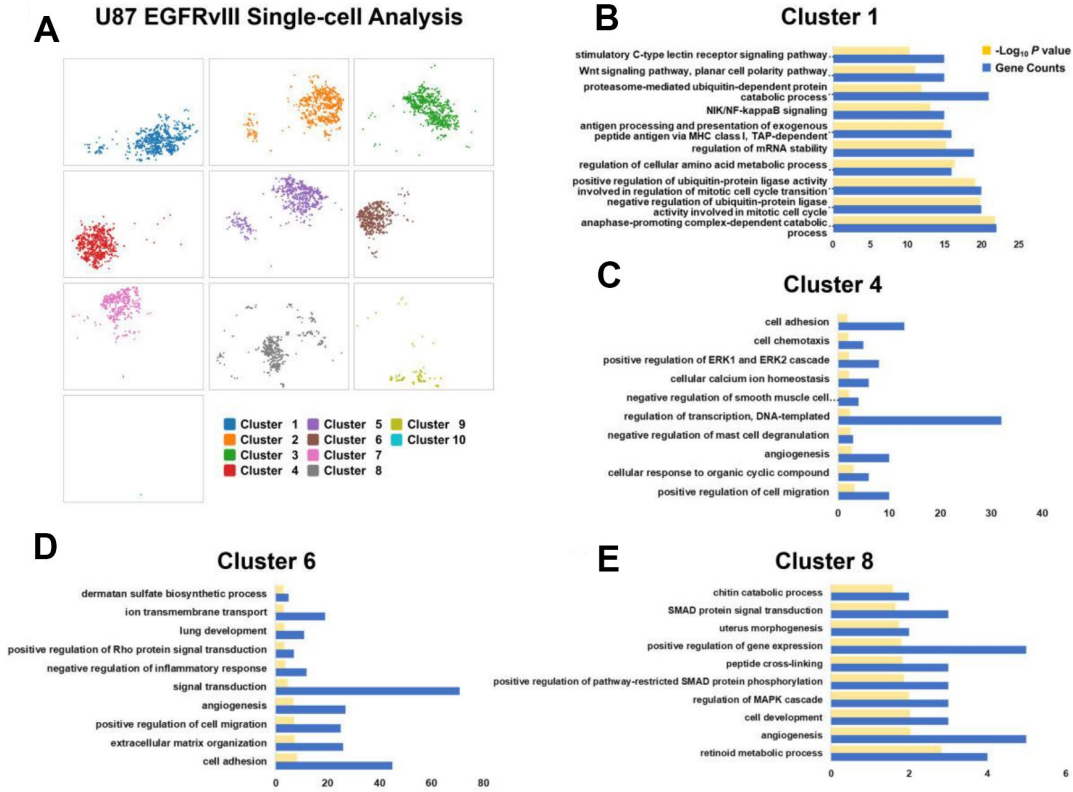 A
U87 EGFRvIII Single-cell Analysis
Cluster 1
Cluster 2
Cluster 3
Cluster 4
Cluster 5
Cluster 6
Cluster 7
Cluster 8
Cluster 9
Cluster 10
B
Cluster 1
-Log10 P value
Gene Counts
stimulatory C-type lectin receptor signaling pathway..
Wnt signaling pathway, planar cell polarity pathway..
proteasome-mediated ubiquitin-dependent protein
catabolic process..
NIK/NF-kappaB signaling
antigen processing and presentation of exogenous
peptide antigen via MHC class I, TAP-dependent..
regulation of mRNA stability
regulation of cellular amino acid metabolic process
positive regulation of ubiquitin-protein ligase activity
involved in regulation of mitotic cell cycle transition..
negative regulation of ubiquitin-protein ligase
activity involved in mitotic cell cycle..
anaphase-promoting complex-dependent catabolic
process
0 5 10 15 20 25
C
Cluster 4
cell adhesion
cell chemotaxis
positive regulation of ERK1 and ERK2 cascade
cellular calcium ion homeostasis
negative regulation of smooth muscle cell...
regulation of transcription, DNA-templated
negative regulation of mast cell degranulation
angiogenesis
cellular response to organic cyclic compound
positive regulation of cell migration
0 10 20 30 40
D
Cluster 6
dermatan sulfate biosynthetic process
ion transmembrane transport
lung development
positive regulation of Rho protein signal transduction
negative regulation of inflammatory response
signal transduction
angiogenesis
positive regulation of cell migration
extracellular matrix organization
cell adhesion
0 20 40 60 80
E
Cluster 8
chitin catabolic process
SMAD protein signal transduction
uterus morphogenesis
positive regulation of gene expression
peptide cross-linking
positive regulation of pathway-restricted SMAD protein phosphorylation
regulation of MAPK cascade
cell development
angiogenesis
retinoid metabolic process
0 2 4 6